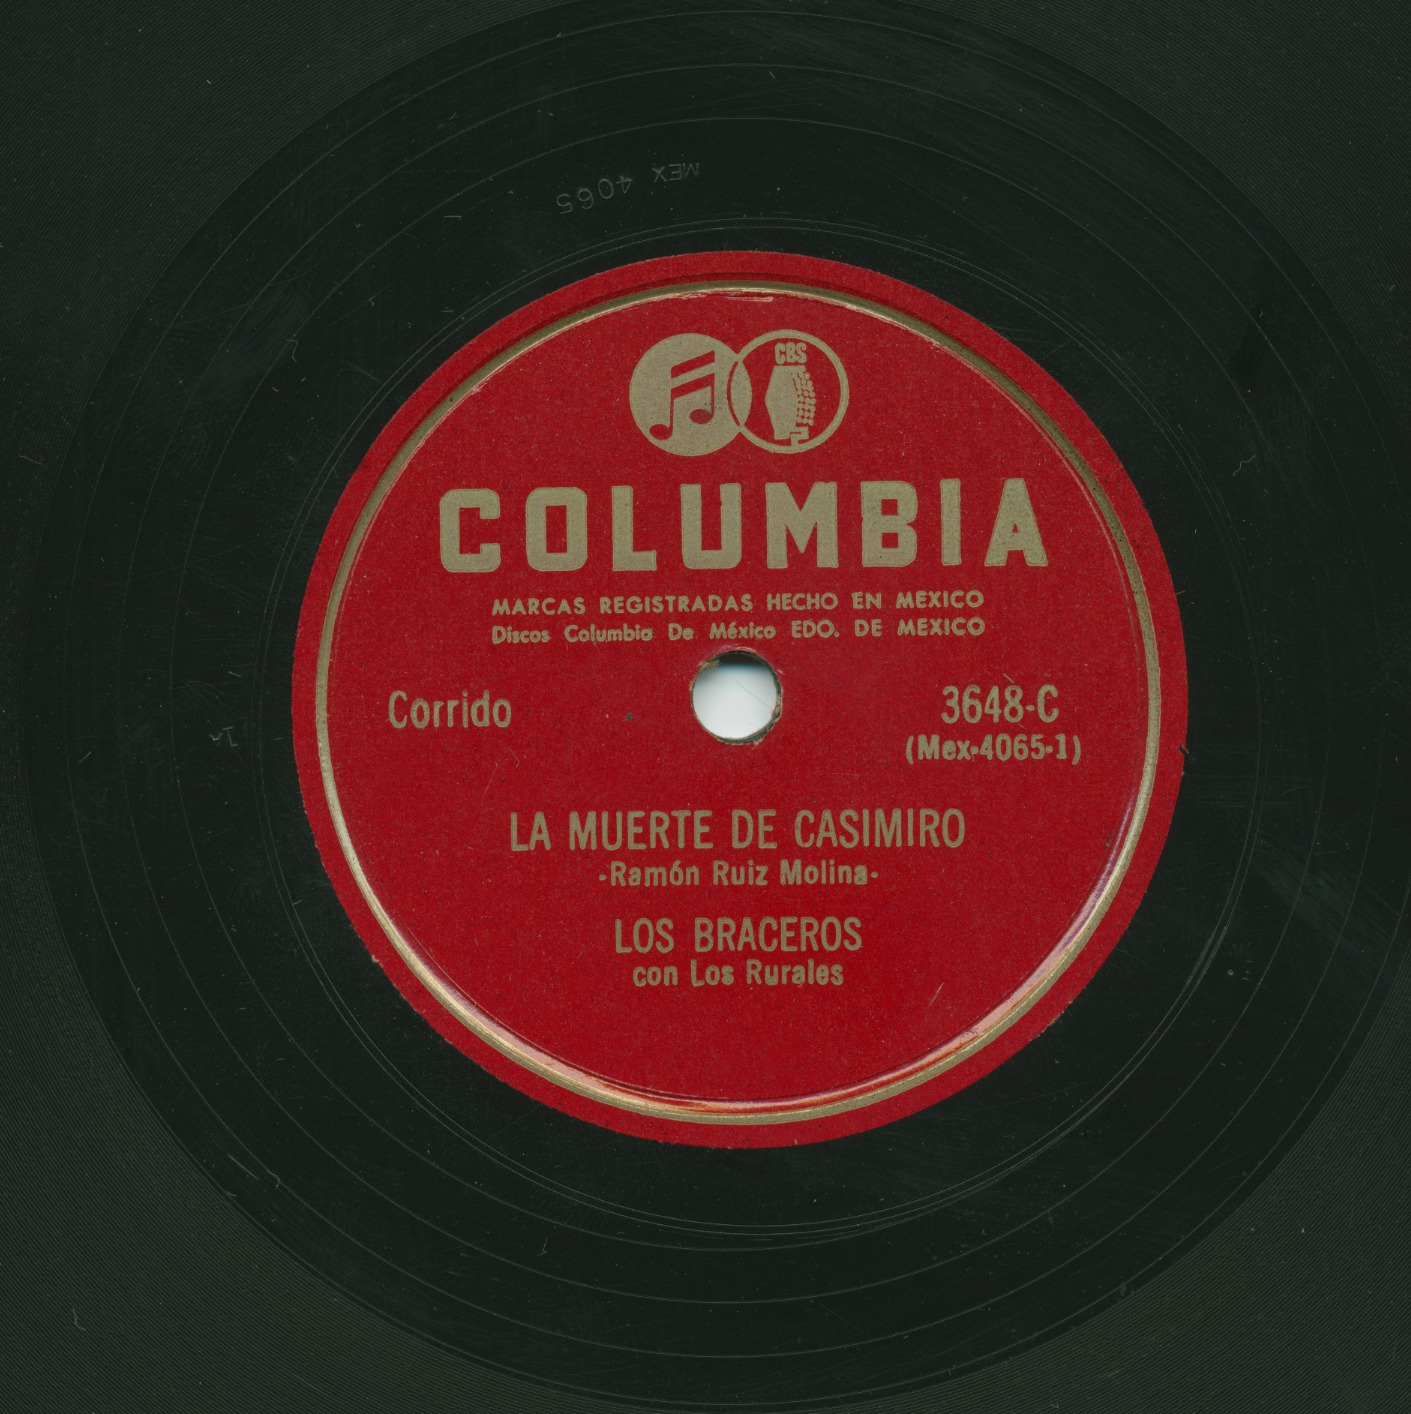 MEX 4065
CBS
COLUMBIA
MARCAS REGISTRADAS HECHO EN MEXICO
Discos Columbia De México EDO. DE MEXICO
Corrido
3648-C
(Mex-4065-1)
LA MUERTE DE CASIMIRO
-Ramón Ruiz Molina-
LOS BRACEROS
con Los Rurales